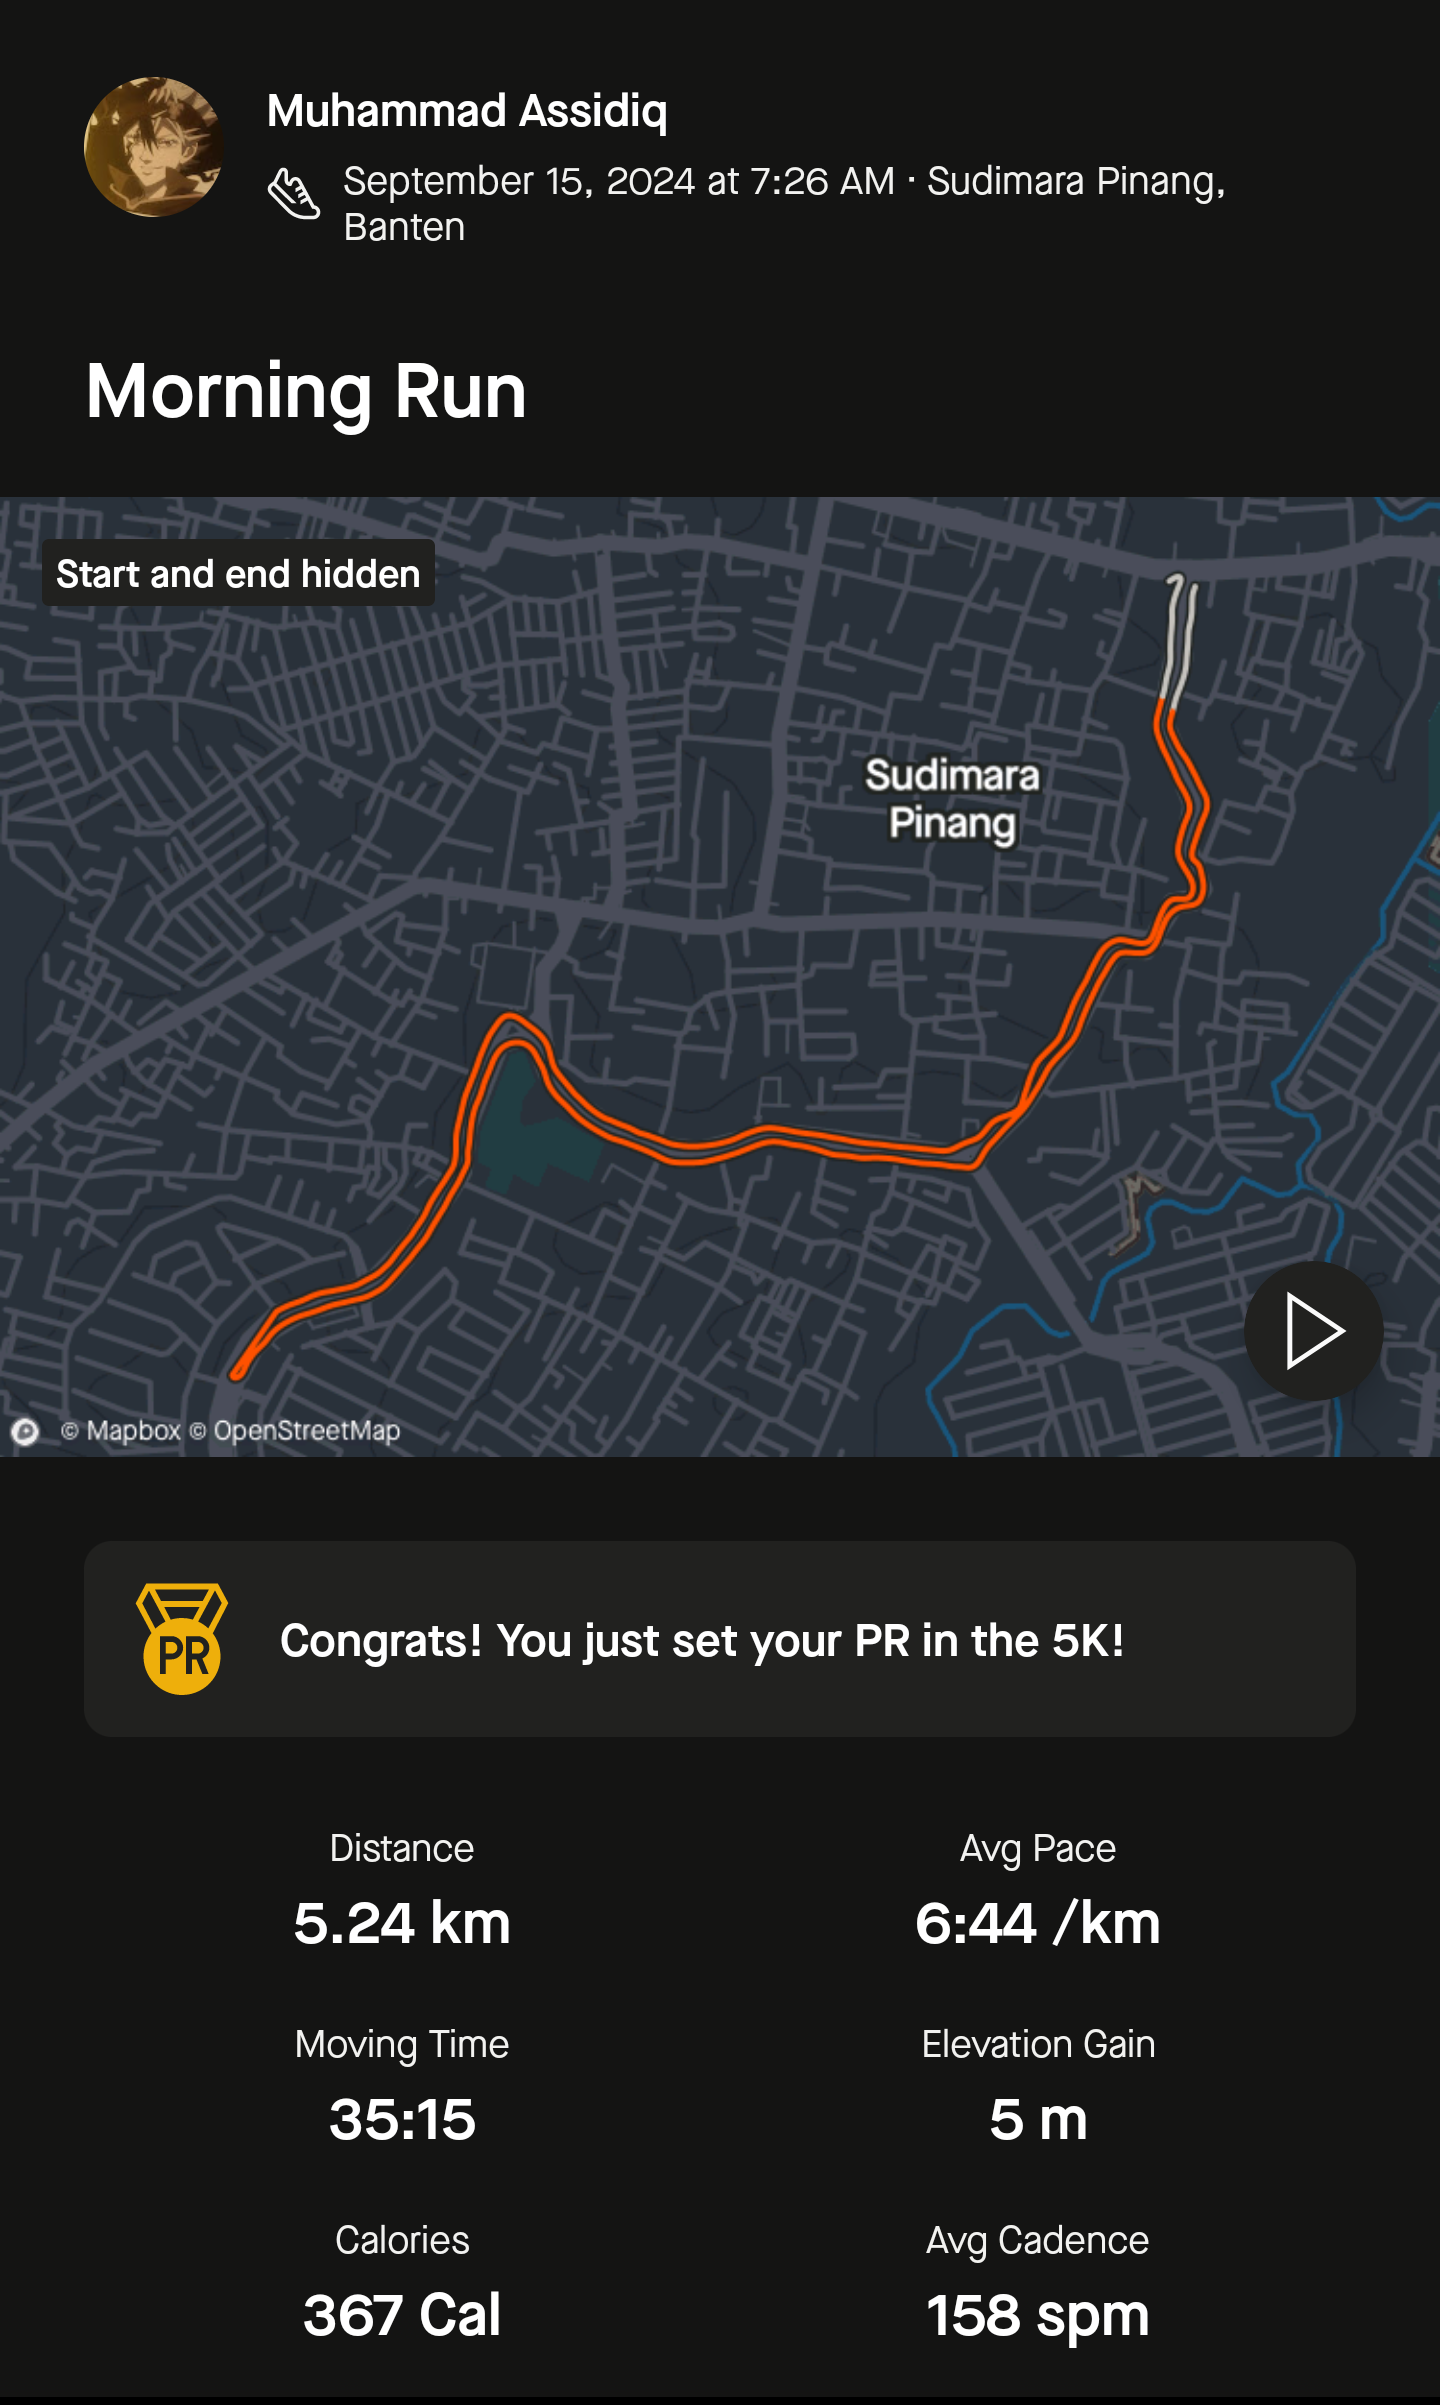 Muhammad Assidiq
September 15, 2024 at 7:26 AM · Sudimara Pinang,
Banten
Morning Run
Start and end hidden
Sudimara
Pinang
© Mapbox © OpenStreetMap
PR
Congrats! You just set your PR in the 5K!
Distance
5.24 km
Avg Pace
6:44 /km
Moving Time
35:15
Elevation Gain
5 m
Calories
367 Cal
Avg Cadence
158 spm